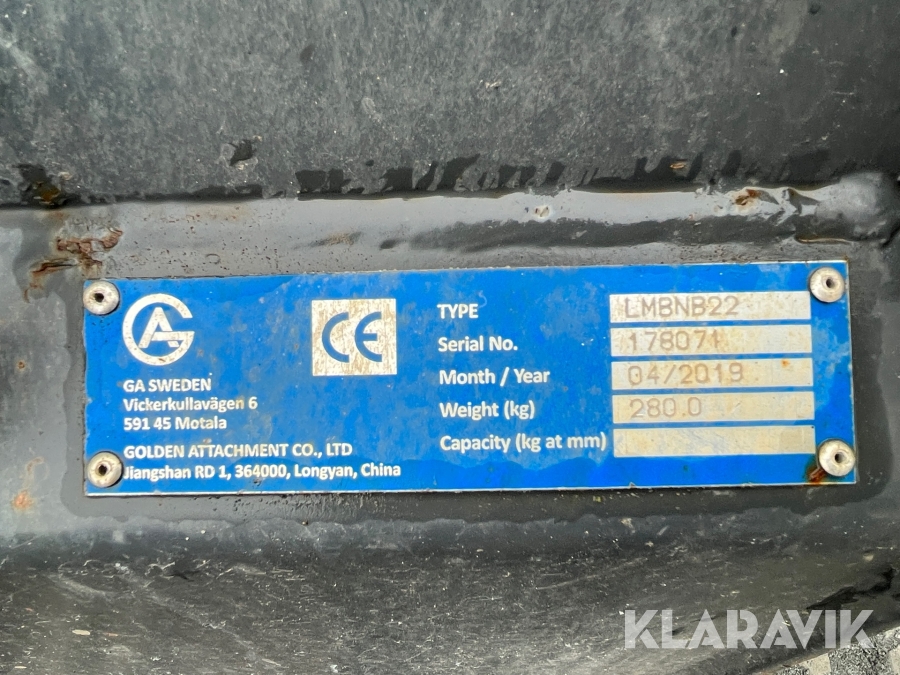 GA
GA SWEDEN
Vickerkullavägen 6
591 45 Motala
GOLDEN ATTACHMENT CO., LTD
Jiangshan RD 1, 364000, Longyan, China
CE
TYPE LMBNB22
Serial No. 178071
Month / Year 04/2019
Weight (kg) 280.0
Capacity (kg at mm)
KLARAVIK